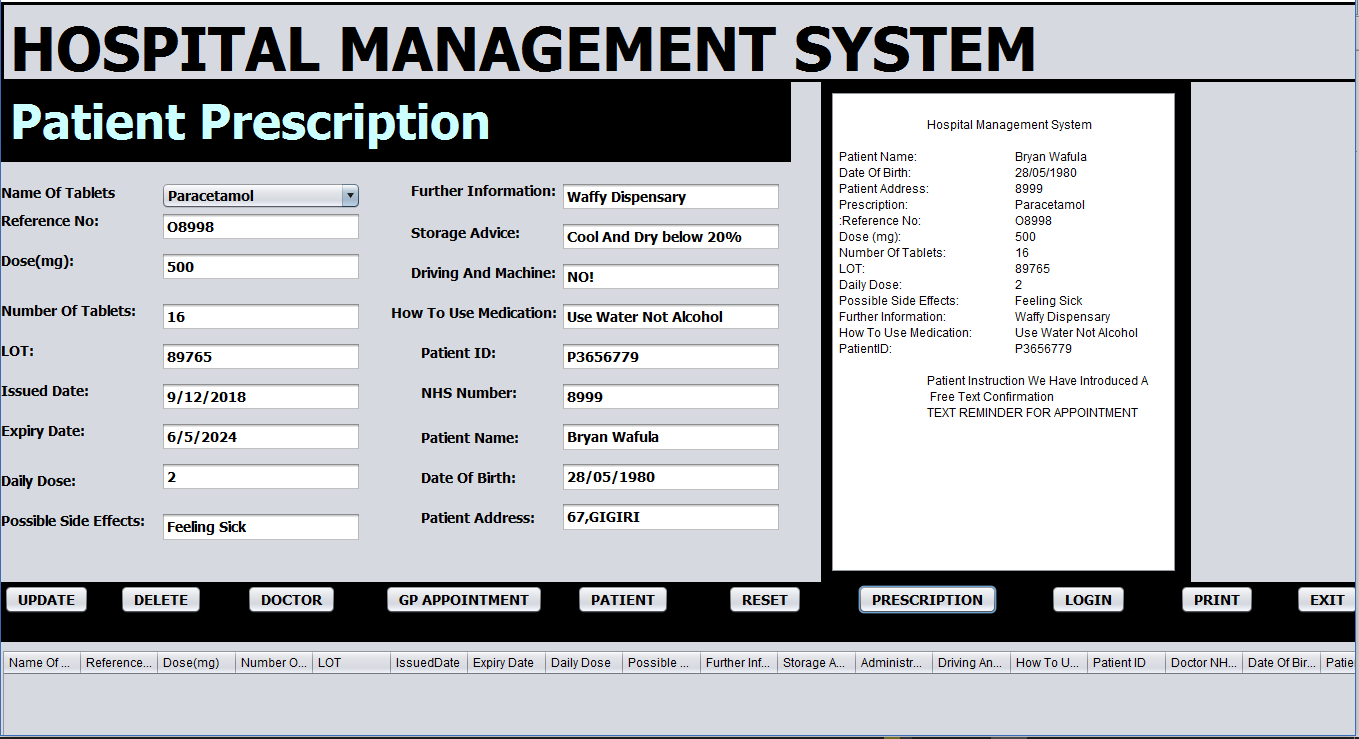 HOSPITAL MANAGEMENT SYSTEM
Patient Prescription
Name Of Tablets Paracetamol
Reference No: O8998
Dose(mg): 500
Number Of Tablets: 16
LOT: 89765
Issued Date: 9/12/2018
Expiry Date: 6/5/2024
Daily Dose: 2
Possible Side Effects: Feeling Sick
Further Information: Waffy Dispensary
Storage Advice: Cool And Dry below 20%
Driving And Machine: NO!
How To Use Medication: Use Water Not Alcohol
Patient ID: P3656779
NHS Number: 8999
Patient Name: Bryan Wafula
Date Of Birth: 28/05/1980
Patient Address: 67,GIGIRI
Hospital Management System
Patient Name: Bryan Wafula
Date Of Birth: 28/05/1980
Patient Address: 8999
Prescription: Paracetamol
:Reference No: O8998
Dose (mg): 500
Number Of Tablets: 16
LOT: 89765
Daily Dose: 2
Possible Side Effects: Feeling Sick
Further Information: Waffy Dispensary
How To Use Medication: Use Water Not Alcohol
PatientID: P3656779
Patient Instruction We Have Introduced A
Free Text Confirmation
TEXT REMINDER FOR APPOINTMENT
UPDATE DELETE DOCTOR GP APPOINTMENT PATIENT RESET PRESCRIPTION LOGIN PRINT EXIT
Name Of ... Reference... Dose(mg) Number O... LOT IssuedDate Expiry Date Daily Dose Possible ... Further Inf... Storage A... Administr... Driving An... How To U... Patient ID Doctor NH... Date Of Bir... Patie